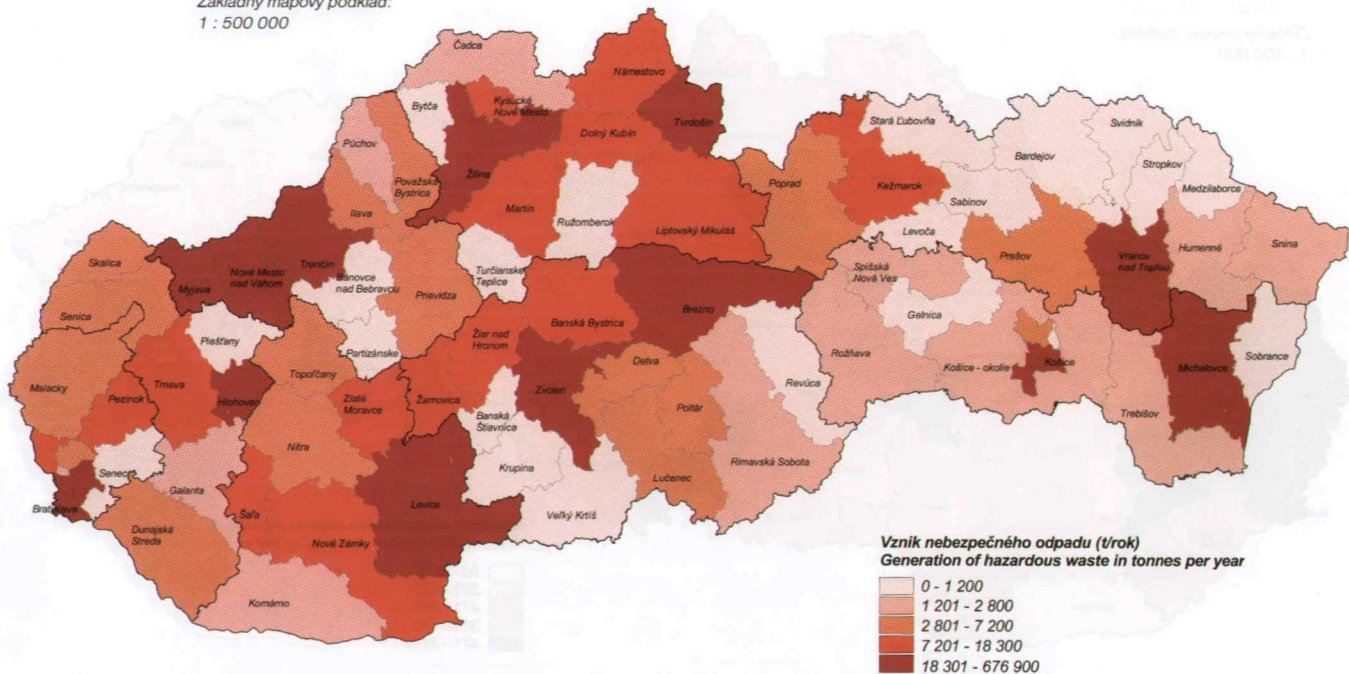 Základný mapový podklad:
1 : 500 000
Čadca
Námestovo
Bytča
Kysucké
Nové Mesto
Tvrdošín
Stará Ľubovňa
Svidník
Dolný Kubín
Púchov
Bardejov
Stropkov
Považská
Bystrica
Žilina
Poprad
Kežmarok
Medzilaborce
Ilava
Martin
Ružomberok
Sabinov
Liptovský Mikuláš
Levoča
Humenné
Snina
Skalica
Trenčín
Turčianske
Teplice
Spišská
Nová Ves
Prešov
Vranov
nad Topľou
Nové Mesto
nad Váhom
Bánovce
nad Bebravou
Myjava
Prievidza
Brezno
Gelnica
Senica
Banská Bystrica
Žiar nad
Hronom
Piešťany
Partizánske
Rožňava
Košice - okolie
Košice
Sobrance
Michalovce
Topoľčany
Detva
Malacky
Trnava
Zvolen
Revúca
Pezinok
Hlohovec
Zlaté
Moravce
Žarnovica
Banská
Štiavnica
Poltár
Trebišov
Nitra
Rimavská Sobota
Senec
Krupina
Galanta
Lučenec
Bratislava
Levice
Šaľa
Veľký Krtíš
Dunajská
Streda
Nové Zámky
Komárno
Vznik nebezpečného odpadu (t/rok)
Generation of hazardous waste in tonnes per year
0 - 1 200
1 201 - 2 800
2 801 - 7 200
7 201 - 18 300
18 301 - 676 900